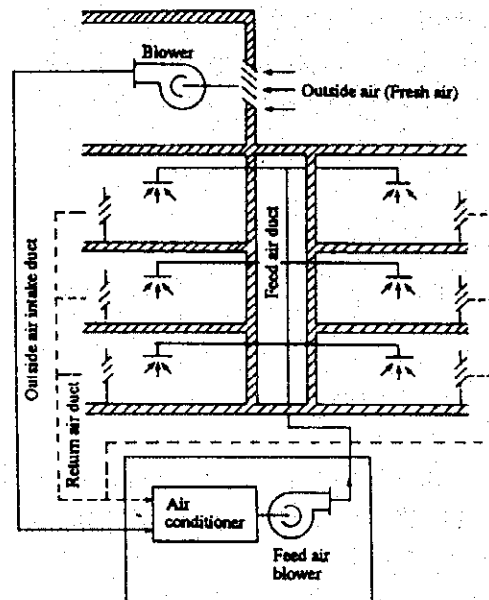 Blower
Outside air (Fresh air)
Outside air intake duct
Feed air duct
Return air duct
Air
conditioner
Feed air
blower